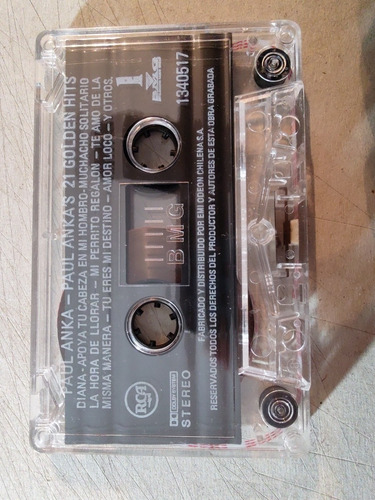 PAUL ANKA – PAUL ANKA'S 21 GOLDEN HITS
DIANA-APOYA TU CABEZA EN MI HOMBRO-MUCHACHO SOLITARIO
LA HORA DE LLORAR – MI PERRITO REGALON – TE AMO DE LA
MISMA MANERA – TU ERES MI DESTINO – AMOR LOCO – Y OTROS.
1
1340517
BMG
RCA
DOLBY SYSTEM
STEREO
FABRICADO Y DISTRIBUIDO POR EMI ODEON CHILENA S.A.
RESERVADOS TODOS LOS DERECHOS DEL PRODUCTOR Y AUTORES DE ESTA OBRA GRABADA